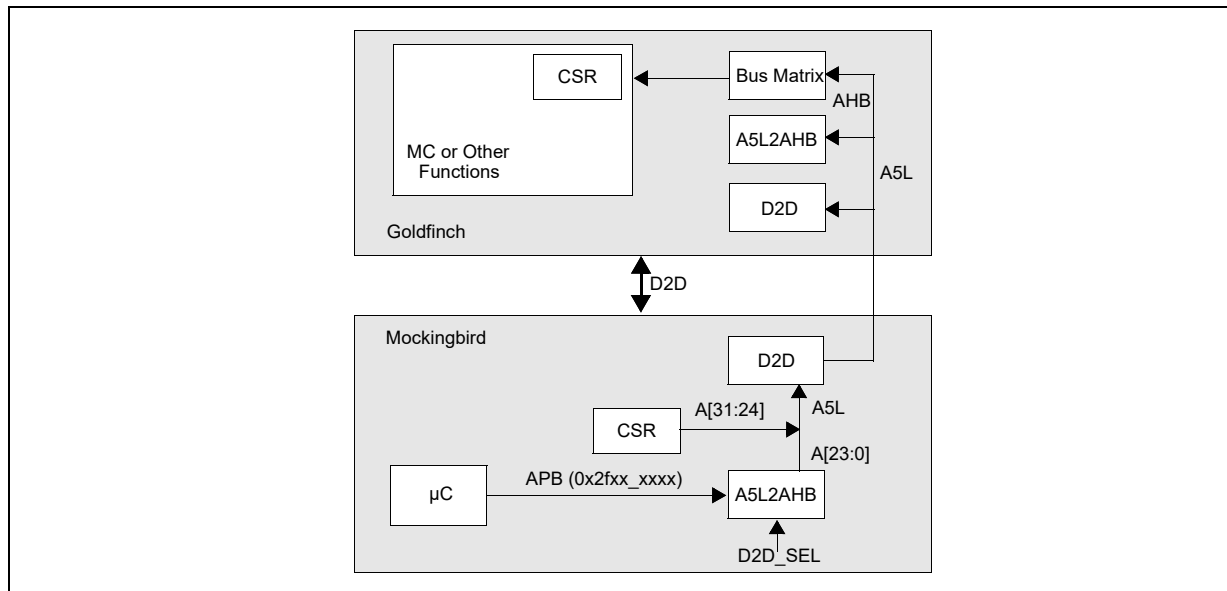 CSR
Bus Matrix
AHB
MC or Other
Functions
A5L2AHB
A5L
D2D
Goldfinch
D2D
Mockingbird
D2D
A[31:24]
A5L
CSR
A[23:0]
APB (0x2fxx_xxxx)
µC
A5L2AHB
D2D_SEL